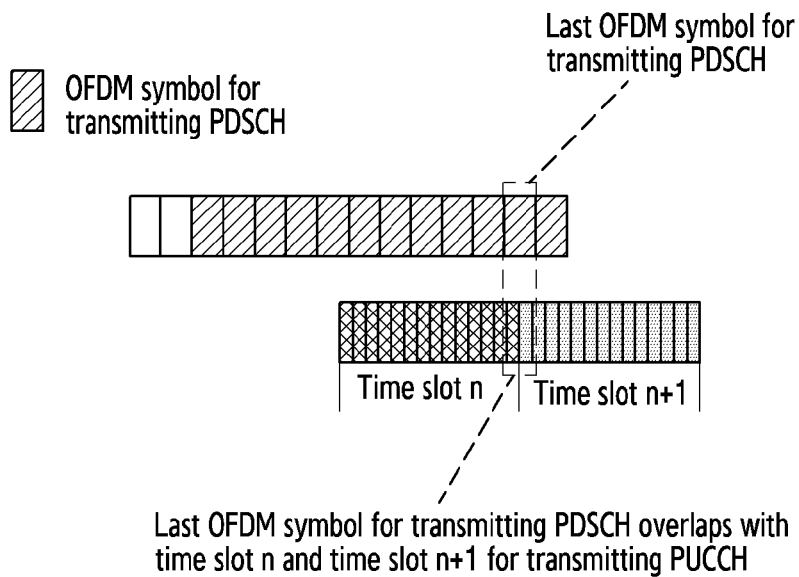 Last OFDM symbol for
transmitting PDSCH
OFDM symbol for
transmitting PDSCH
Time slot n
Time slot n+1
Last OFDM symbol for transmitting PDSCH overlaps with
time slot n and time slot n+1 for transmitting PUCCH